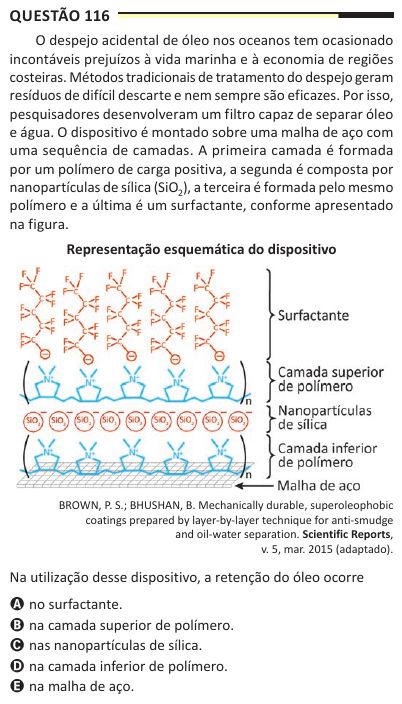 QUESTÃO 116
O despejo acidental de óleo nos oceanos tem ocasionado
incontáveis prejuízos à vida marinha e à economia de regiões
costeiras. Métodos tradicionais de tratamento do despejo geram
resíduos de difícil descarte e nem sempre são eficazes. Por isso,
pesquisadores desenvolveram um filtro capaz de separar óleo
e água. O dispositivo é montado sobre uma malha de aço com
uma sequência de camadas. A primeira camada é formada
por um polímero de carga positiva, a segunda é composta por
nanopartículas de sílica (SiO₂), a terceira é formada pelo mesmo
polímero e a última é um surfactante, conforme apresentado
na figura.
Representação esquemática do dispositivo
Surfactante
Camada superior
de polímero
Nanopartículas
de sílica
Camada inferior
de polímero
Malha de aço
BROWN, P. S.; BHUSHAN, B. Mechanically durable, superoleophobic
coatings prepared by layer-by-layer technique for anti-smudge
and oil-water separation. Scientific Reports,
v. 5, mar. 2015 (adaptado).
Na utilização desse dispositivo, a retenção do óleo ocorre
A no surfactante.
B na camada superior de polímero.
C nas nanopartículas de sílica.
D na camada inferior de polímero.
E na malha de aço.